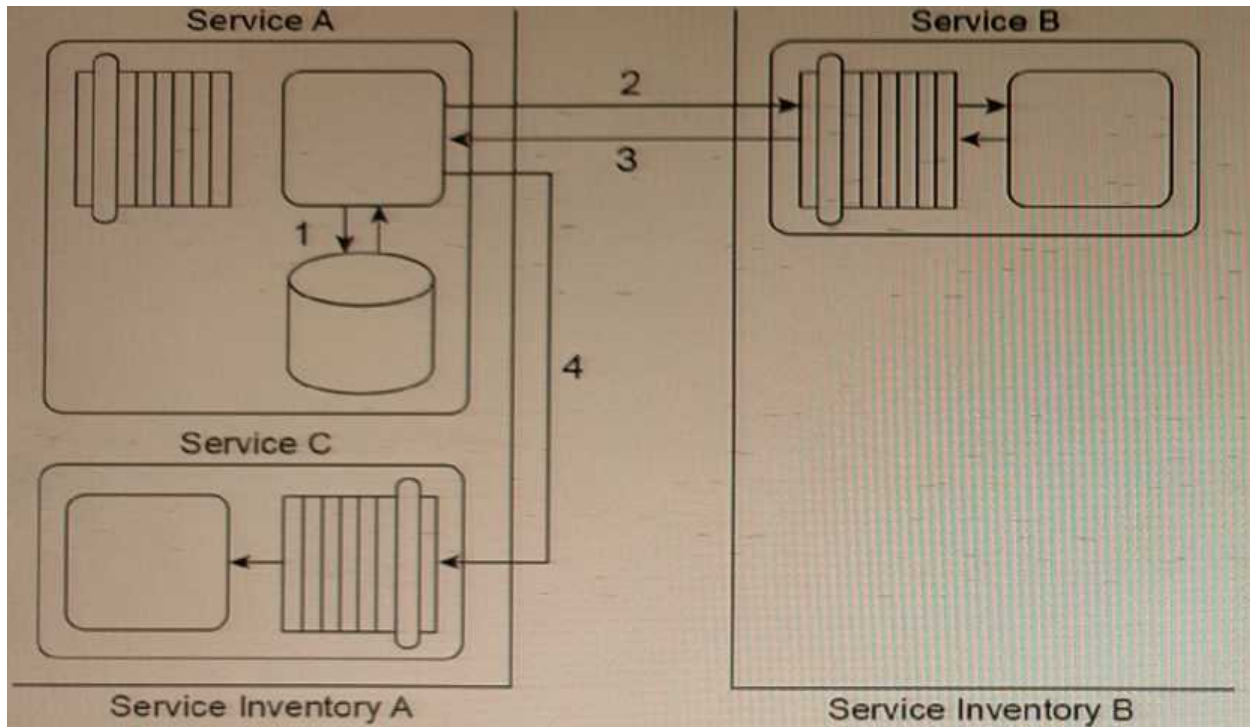 Service A
Service B
2
3
1
4
Service C
Service Inventory A
Service Inventory B